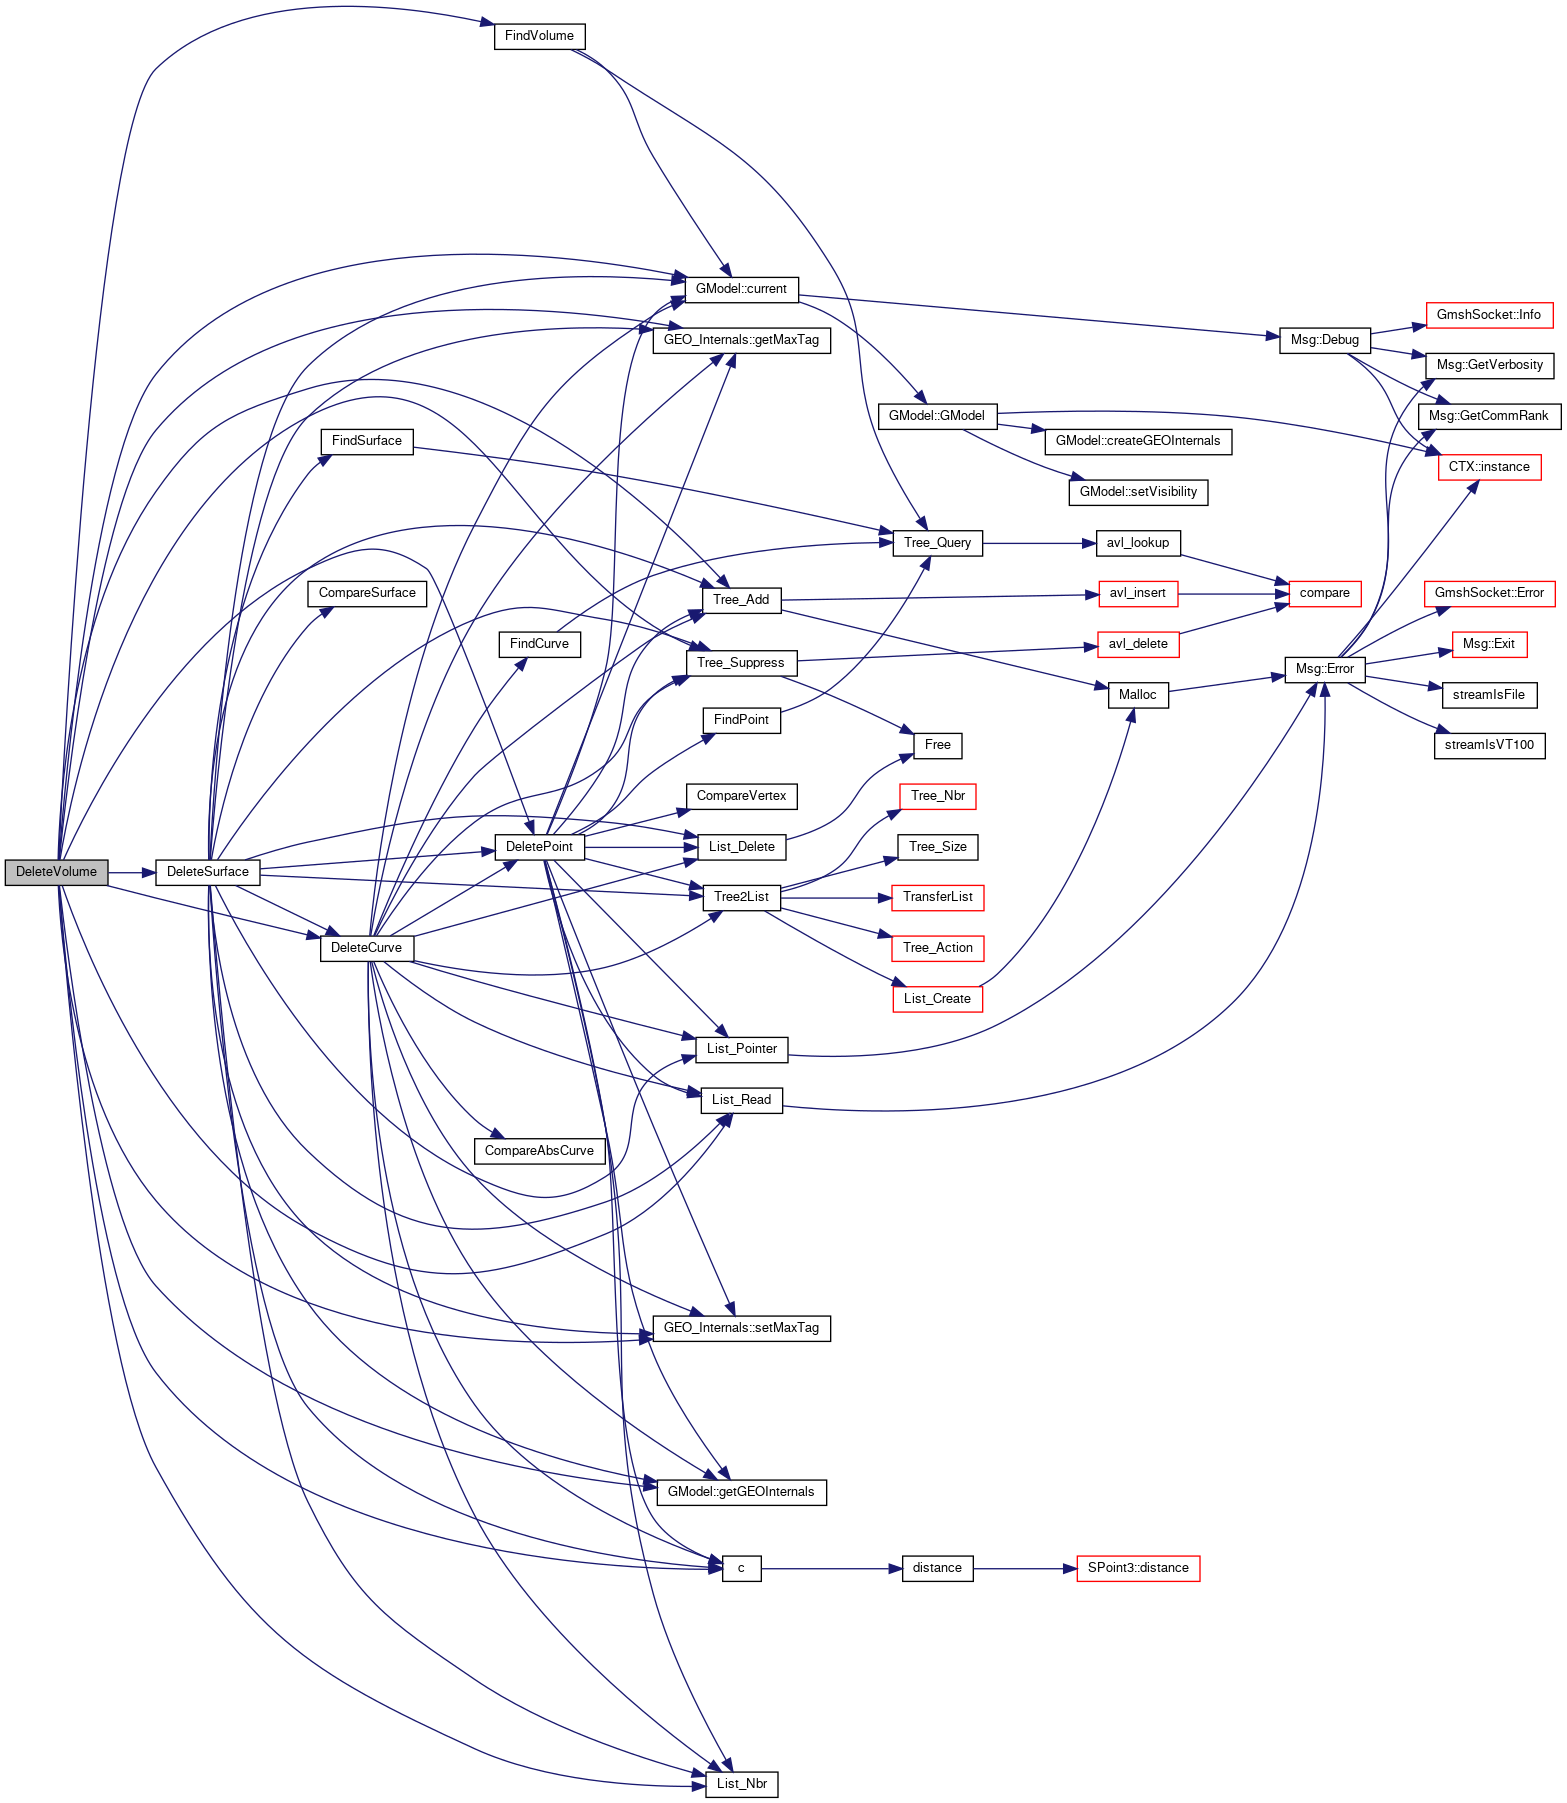 FindVolume
GModel::current
GmshSocket::Info
GEO_Internals::getMaxTag
Msg::Debug
Msg::GetVerbosity
GModel::GModel
Msg::GetCommRank
FindSurface
GModel::createGEOInternals
CTX::instance
GModel::setVisibility
Tree_Query
avl_lookup
CompareSurface
Tree_Add
avl_insert
compare
GmshSocket::Error
FindCurve
avl_delete
Msg::Exit
Tree_Suppress
Msg::Error
Malloc
streamIsFile
FindPoint
Free
streamIsVT100
CompareVertex
Tree_Nbr
DeletePoint
List_Delete
Tree_Size
DeleteVolume
DeleteSurface
Tree2List
TransferList
DeleteCurve
Tree_Action
List_Create
List_Pointer
List_Read
CompareAbsCurve
GEO_Internals::setMaxTag
GModel::getGEOInternals
c
distance
SPoint3::distance
List_Nbr